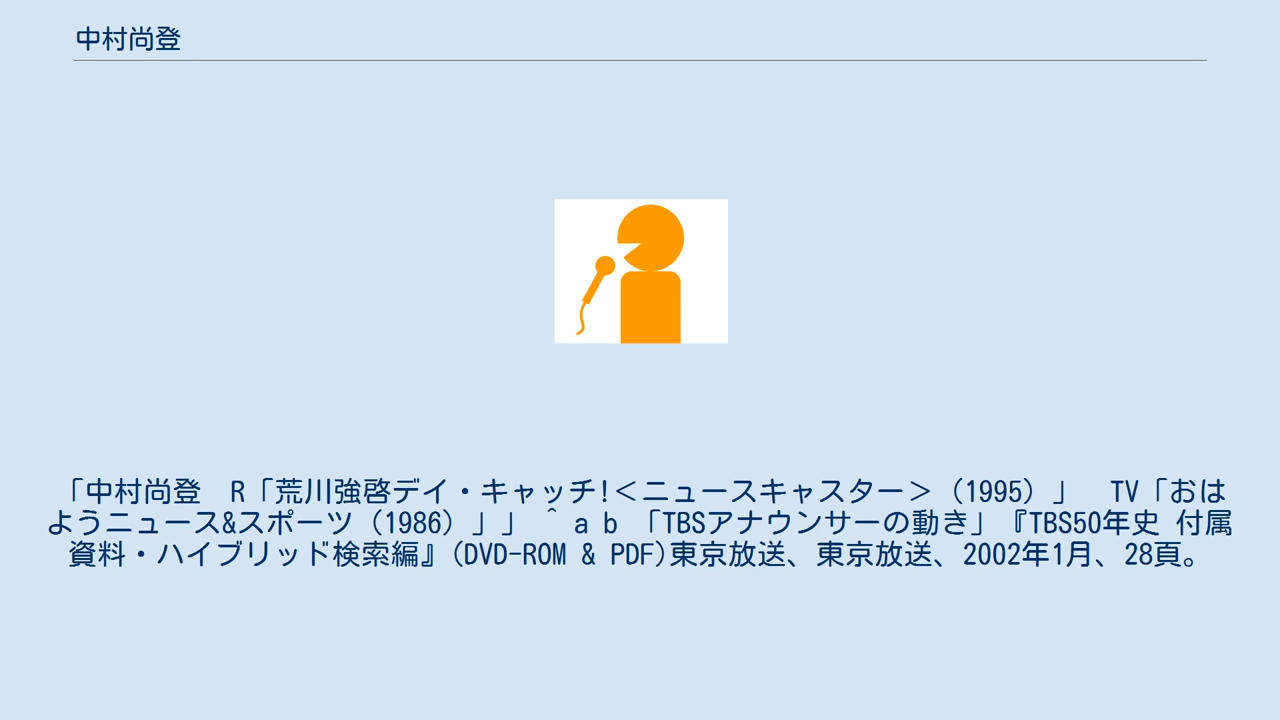 中村尚登
「中村尚登　R「荒川強啓デイ・キャッチ!＜ニュースキャスター＞（1995）」　TV「おは
ようニュース&スポーツ（1986）」」 ^ a b 「TBSアナウンサーの動き」『TBS50年史 付属
資料・ハイブリッド検索編』(DVD-ROM & PDF)東京放送、東京放送、2002年1月、28頁。